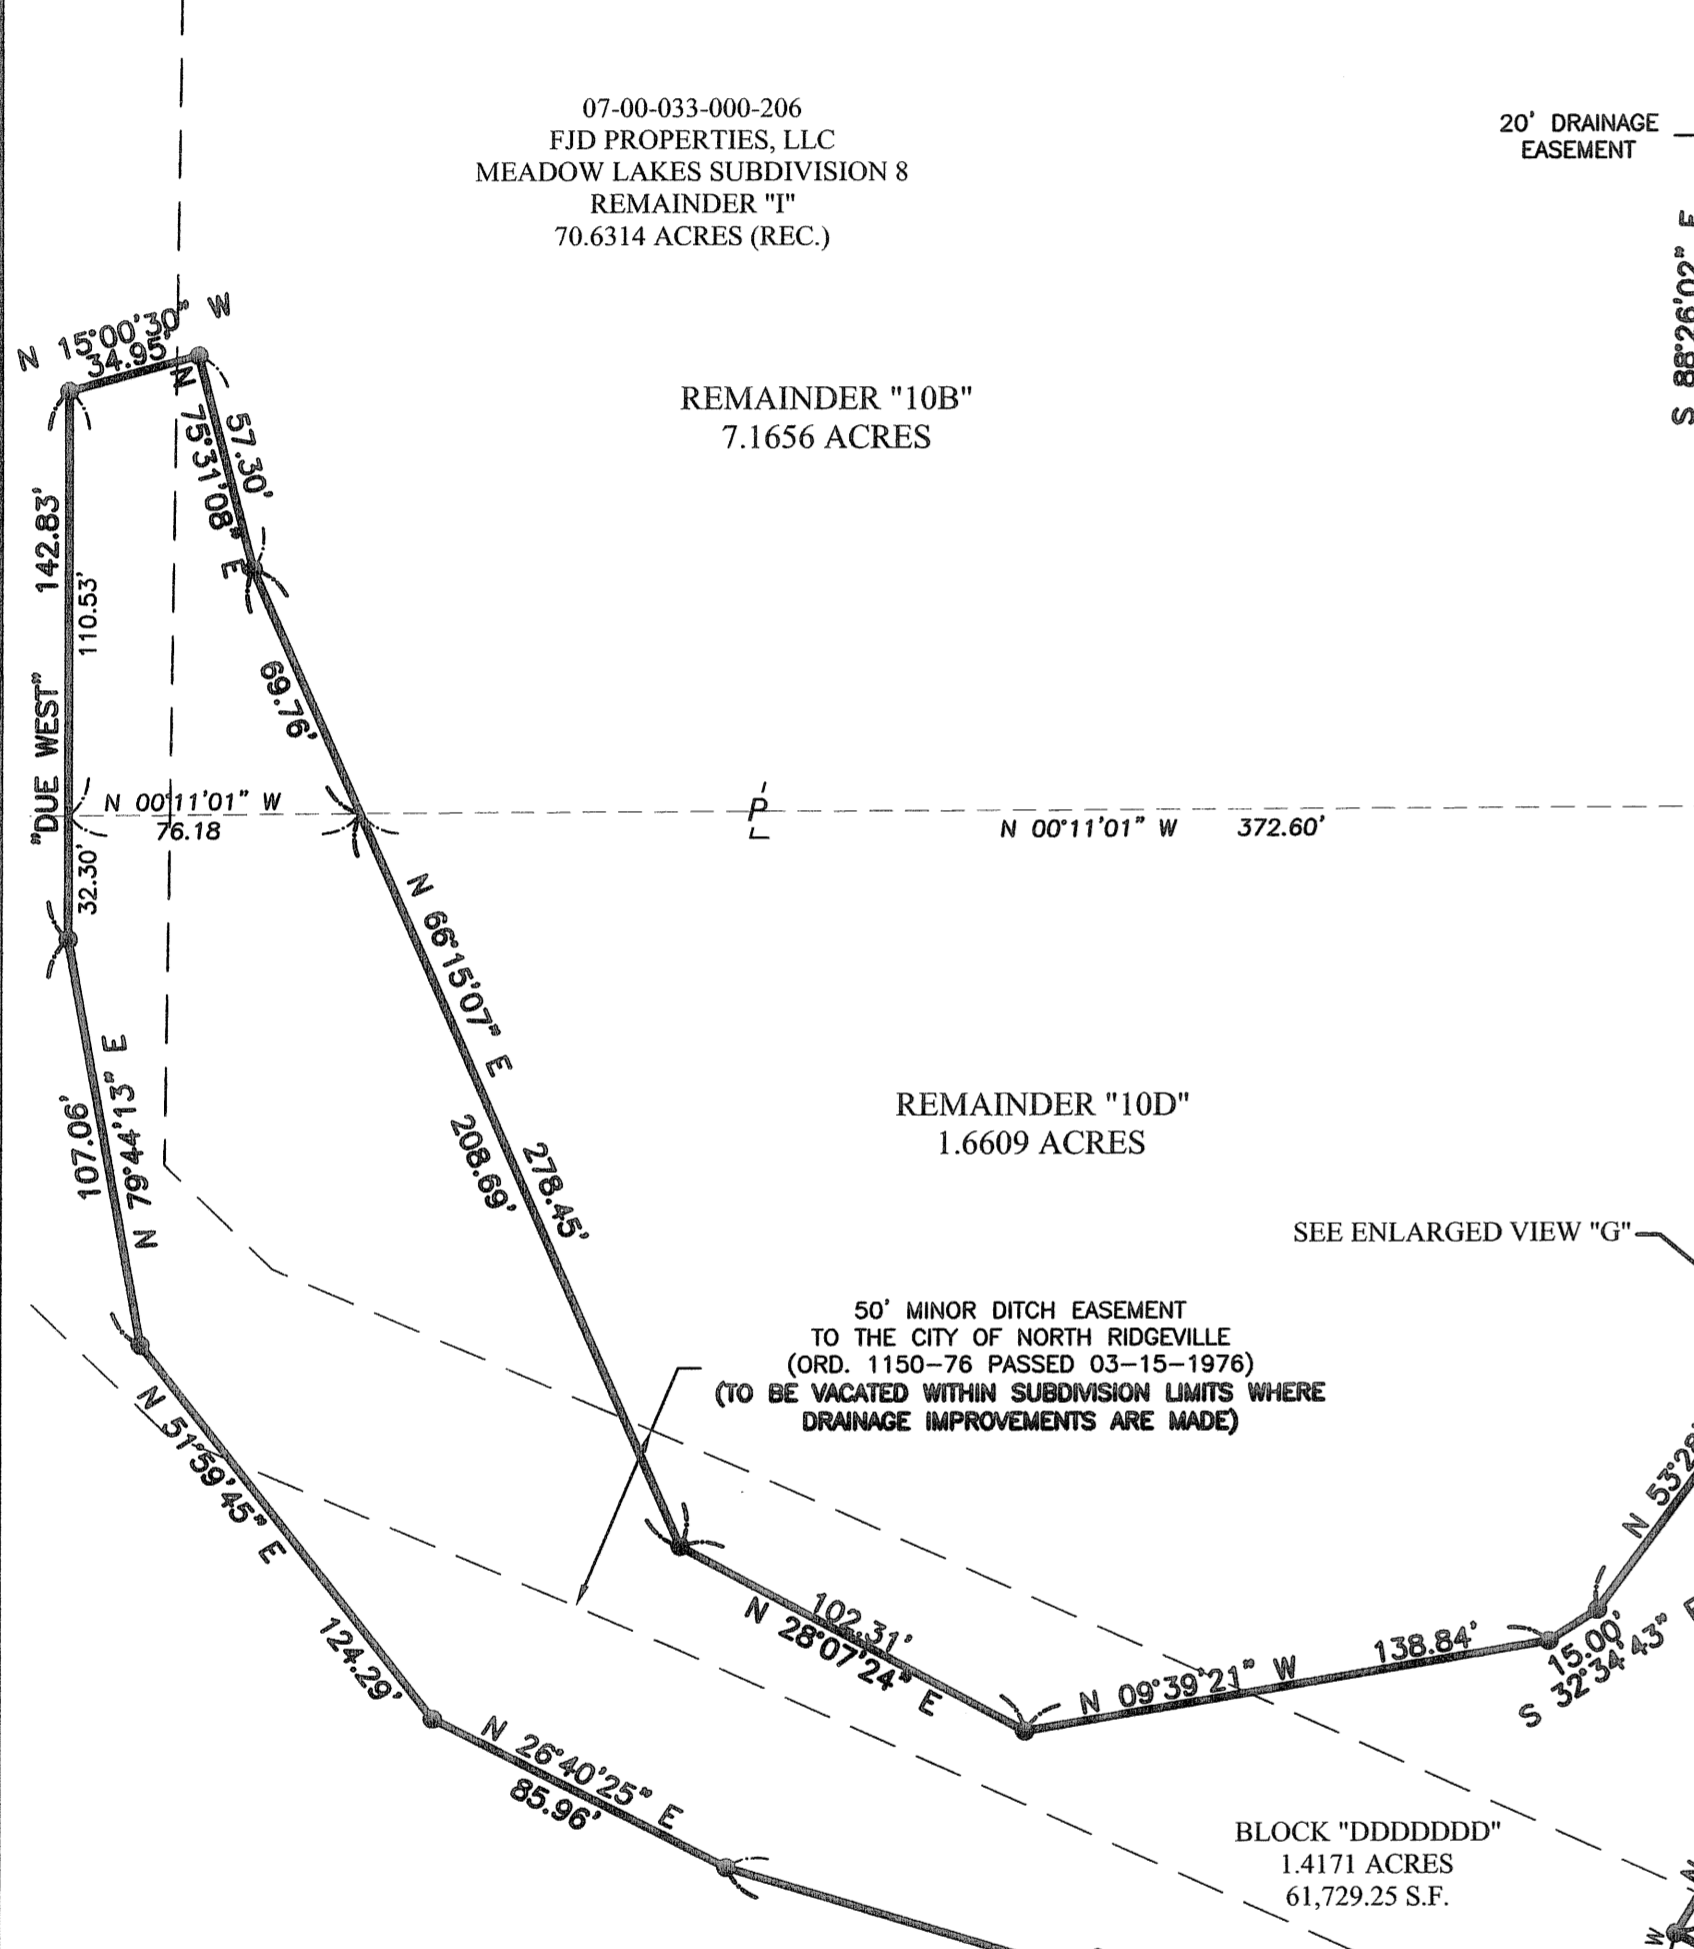 07-00-033-000-206
FJD PROPERTIES, LLC
MEADOW LAKES SUBDIVISION 8
REMAINDER "I"
70.6314 ACRES (REC.)
20' DRAINAGE
EASEMENT
S 88°26'02" E
N 15°00'30" W
34.95'
N 75°31'08" E
57.30'
REMAINDER "10B"
7.1656 ACRES
"DUE WEST" 142.83'
110.53'
69.76'
N 00°11'01" W
76.18
PL
N 00°11'01" W 372.60'
32.30'
N 66°15'07" E
278.45'
208.69'
N 79°44'13" E
107.06'
REMAINDER "10D"
1.6609 ACRES
SEE ENLARGED VIEW "G"
50' MINOR DITCH EASEMENT
TO THE CITY OF NORTH RIDGEVILLE
(ORD. 1150-76 PASSED 03-15-1976)
(TO BE VACATED WITHIN SUBDIVISION LIMITS WHERE
DRAINAGE IMPROVEMENTS ARE MADE)
N 51°59'45" E
124.29'
N 53°28'
102.31'
N 28°07'24" E
N 09°39'21" W 138.84'
15.00'
S 32°34'43" E
N 26°40'25" E
85.96'
BLOCK "DDDDDDD"
1.4171 ACRES
61,729.25 S.F.
N
W